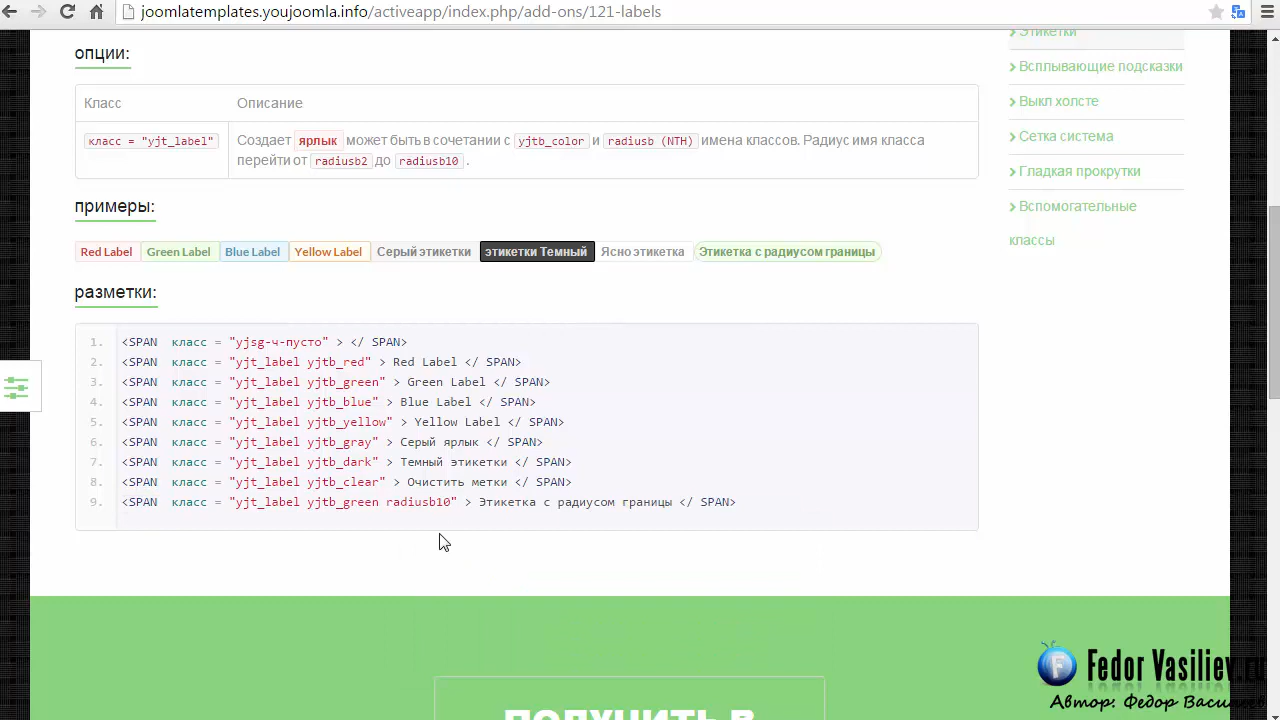 joomlatemplates.youjoomla.info/activeapp/index.php/add-ons/121-labels
Этикетки
опции:
Всплывающие подсказки
Класс Описание
Выкл холсте
класс = "yjt_label" Создает ярлык может быть в сочетании с yjtb_color и radiusb (NTH) имена классов. Радиус имя класса
перейти от radiusb2 до radiusb10 .
Сетка система
Гладкая прокрутки
примеры:
Вспомогательные
классы
Red Label Green Label Blue Label Yellow Label Серый этикетки этикетки Темный Ясно этикетка Этикетка с радиусом границы
разметки:
1. <SPAN класс = "yjsg-ч-пусто" > </ SPAN>
2. <SPAN класс = "yjt_label yjtb_red" > Red Label </ SPAN>
3. <SPAN класс = "yjt_label yjtb_green" > Green Label </ SPAN>
4. <SPAN класс = "yjt_label yjtb_blue" > Blue Label </ SPAN>
5. <SPAN класс = "yjt_label yjtb_yellow" > Yellow Label </ SPAN>
6. <SPAN класс = "yjt_label yjtb_gray" > Серый ярлык </ SPAN>
7. <SPAN класс = "yjt_label yjtb_dark" > Темный этикетки </ SPAN>
8. <SPAN класс = "yjt_label yjtb_clear" > Очистить метки </ SPAN>
9. <SPAN класс = "yjt_label yjtb_green radiusb10" > Этикетка с радиусом границы </ SPAN>
F Fedor Vasiliev
Автор: Федор Васил
ПОЛУЧИТЬ В